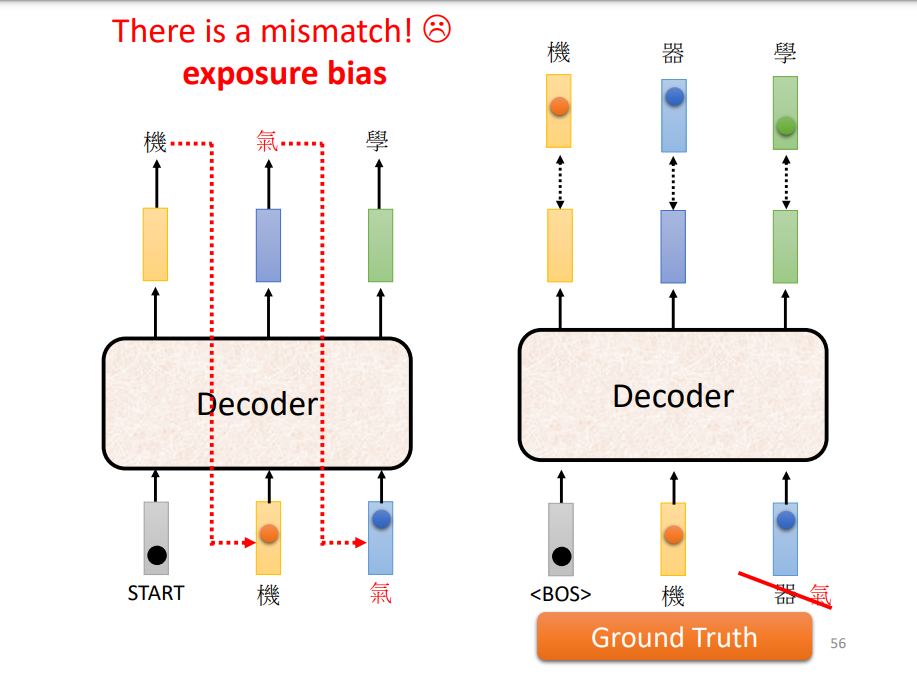 There is a mismatch! ☹
exposure bias
機 氣 學
Decoder
START 機 氣
機 器 學
Decoder
<BOS> 機 器 氣
Ground Truth
56